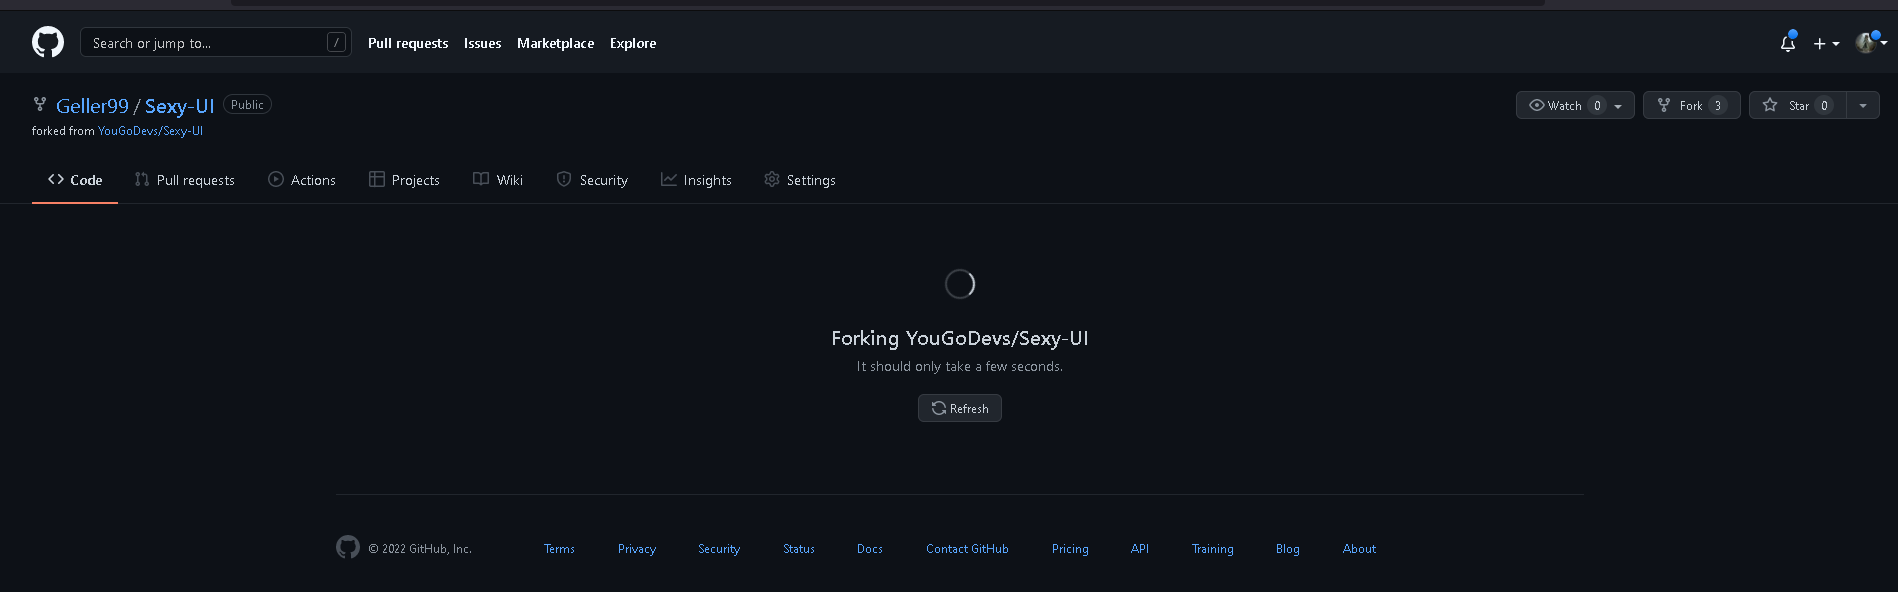 Search or jump to... / Pull requests Issues Marketplace Explore
Geller99 / Sexy-UI Public Watch 0 Fork 3 Star 0
forked from YouGoDevs/Sexy-UI
Code Pull requests Actions Projects Wiki Security Insights Settings
Forking YouGoDevs/Sexy-UI
It should only take a few seconds.
Refresh
© 2022 GitHub, Inc. Terms Privacy Security Status Docs Contact GitHub Pricing API Training Blog About